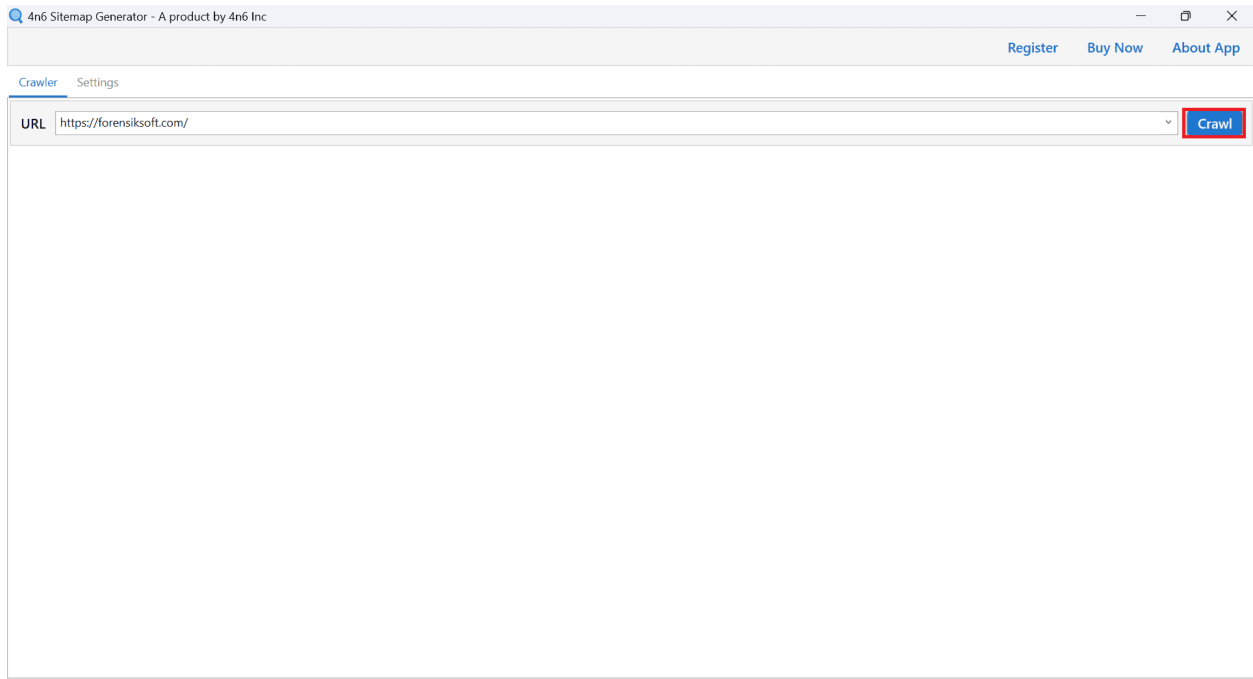 4n6 Sitemap Generator - A product by 4n6 Inc
Register Buy Now About App
Crawler Settings
URL https://forensiksoft.com/ Crawl